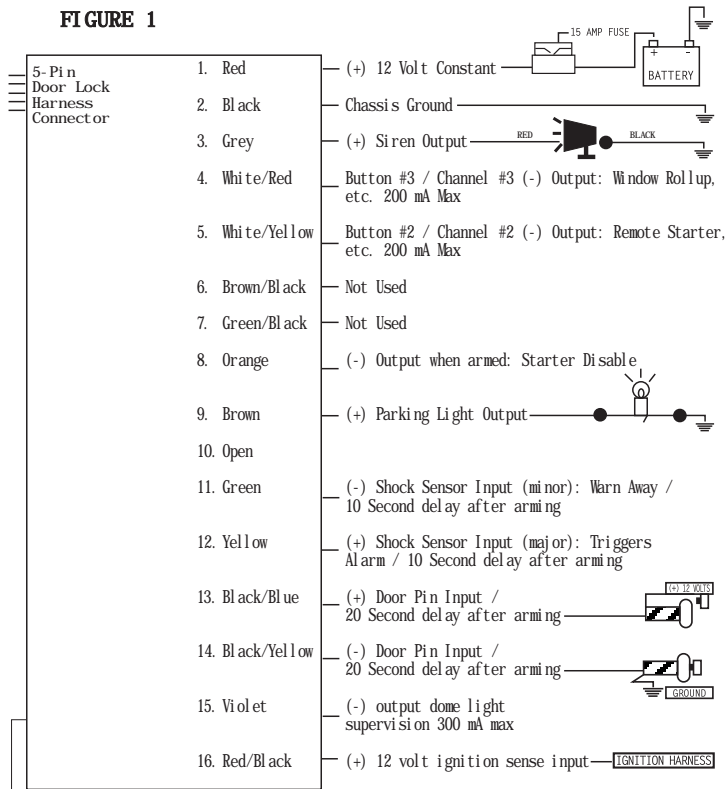 FIGURE 1
15 AMP FUSE
+ -
BATTERY
5-Pin
Door Lock
Harness
Connector
1. Red (+) 12 Volt Constant
2. Black Chassis Ground
3. Grey (+) Siren Output RED BLACK
4. White/Red Button #3 / Channel #3 (-) Output: Window Rollup,
etc. 200 mA Max
5. White/Yellow Button #2 / Channel #2 (-) Output: Remote Starter,
etc. 200 mA Max
6. Brown/Black Not Used
7. Green/Black Not Used
8. Orange (-) Output when armed: Starter Disable
9. Brown (+) Parking Light Output
10. Open
11. Green (-) Shock Sensor Input (minor): Warn Away /
10 Second delay after arming
12. Yellow (+) Shock Sensor Input (major): Triggers
Alarm / 10 Second delay after arming
13. Black/Blue (+) Door Pin Input /
20 Second delay after arming
(+) 12 VOLTS
14. Black/Yellow (-) Door Pin Input /
20 Second delay after arming
GROUND
15. Violet (-) output dome light
supervision 300 mA max
16. Red/Black (+) 12 volt ignition sense input IGNITION HARNESS